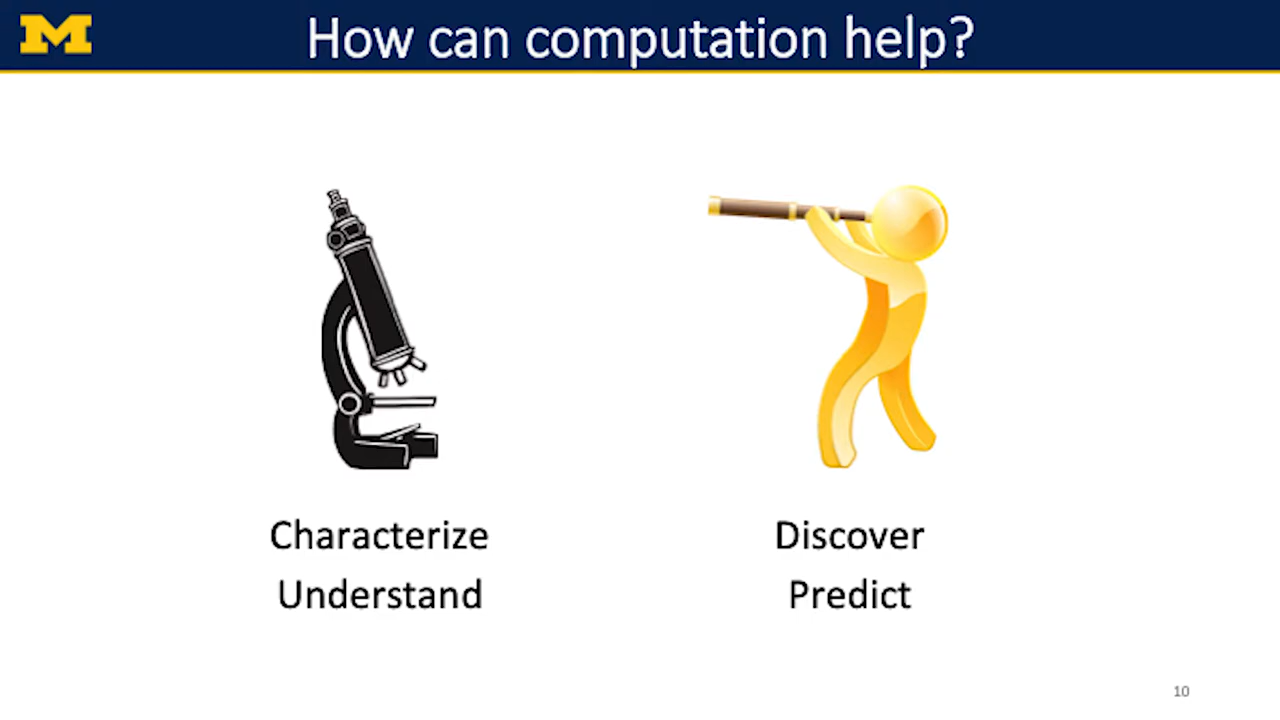 M
How can computation help?
Characterize
Understand
Discover
Predict
10